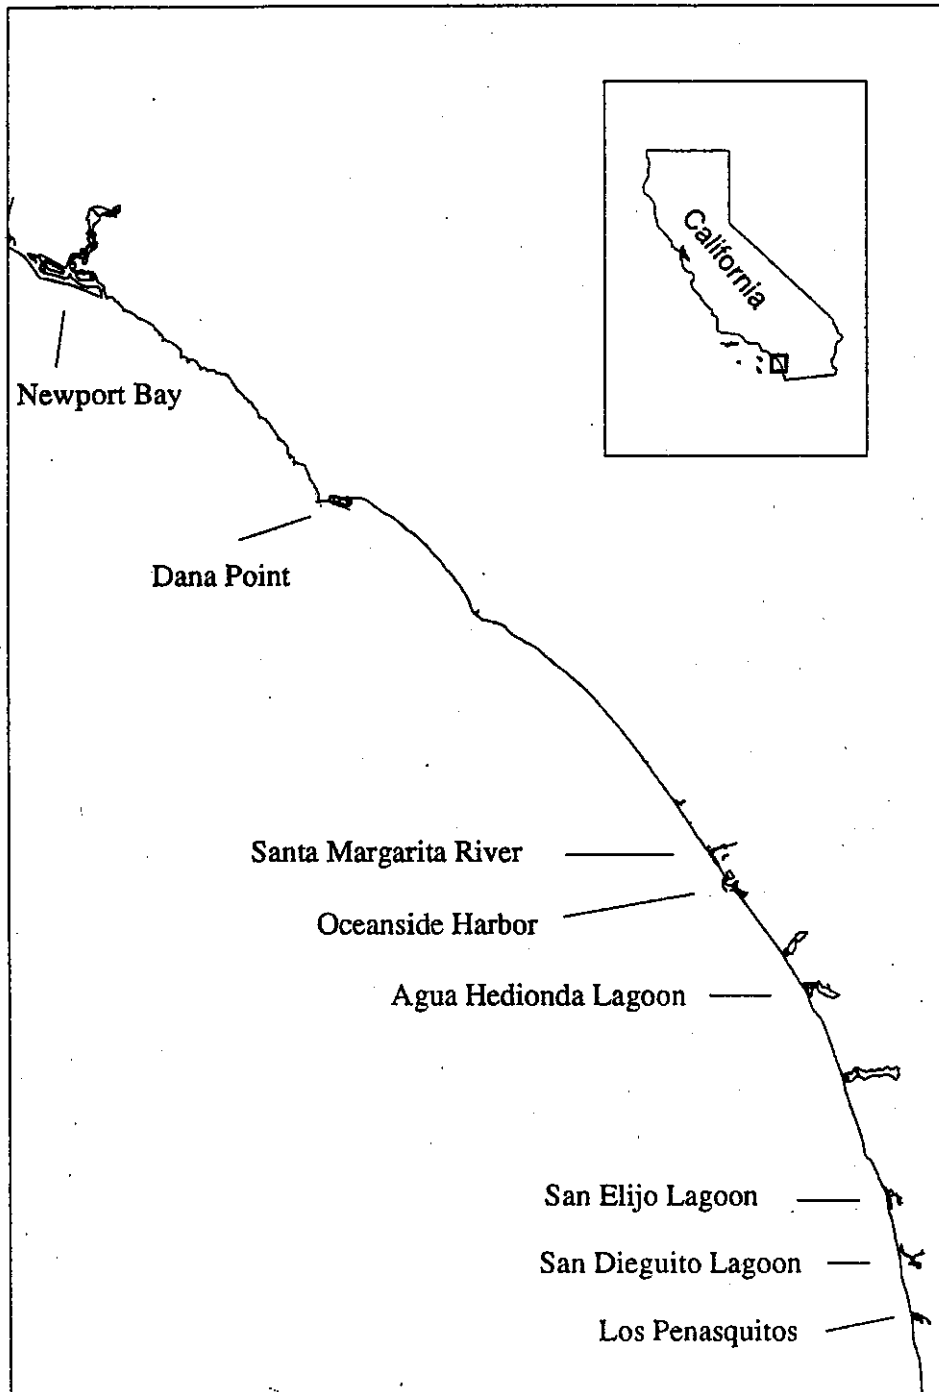 California
Newport Bay
Dana Point
Santa Margarita River
Oceanside Harbor
Agua Hedionda Lagoon
San Elijo Lagoon
San Dieguito Lagoon
Los Penasquitos